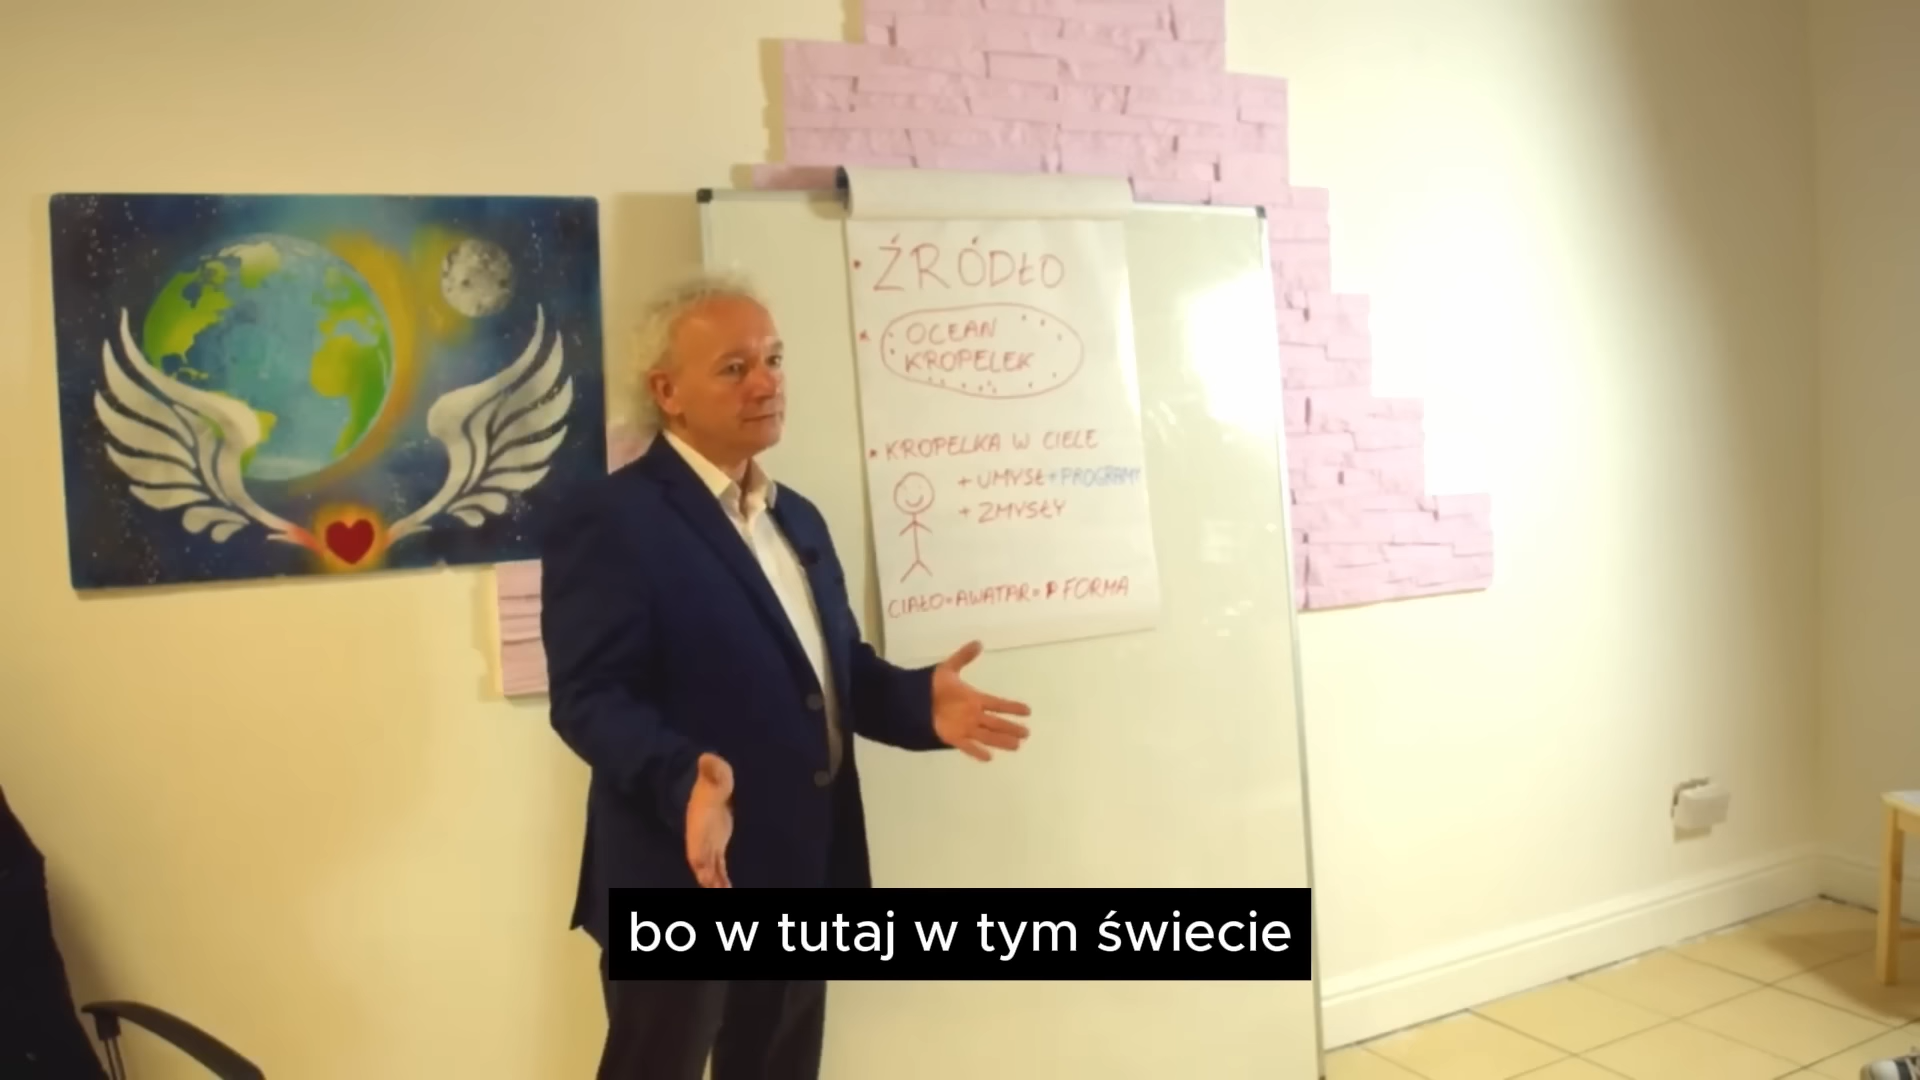 ŹRÓDŁO
OCEAN
KROPELEK
KROPELKA W CIELE
+ UMYSŁ + PROGRAMY
+ ZMYSŁY
CIAŁO = AWATAR = FORMA
bo w tutaj w tym świecie